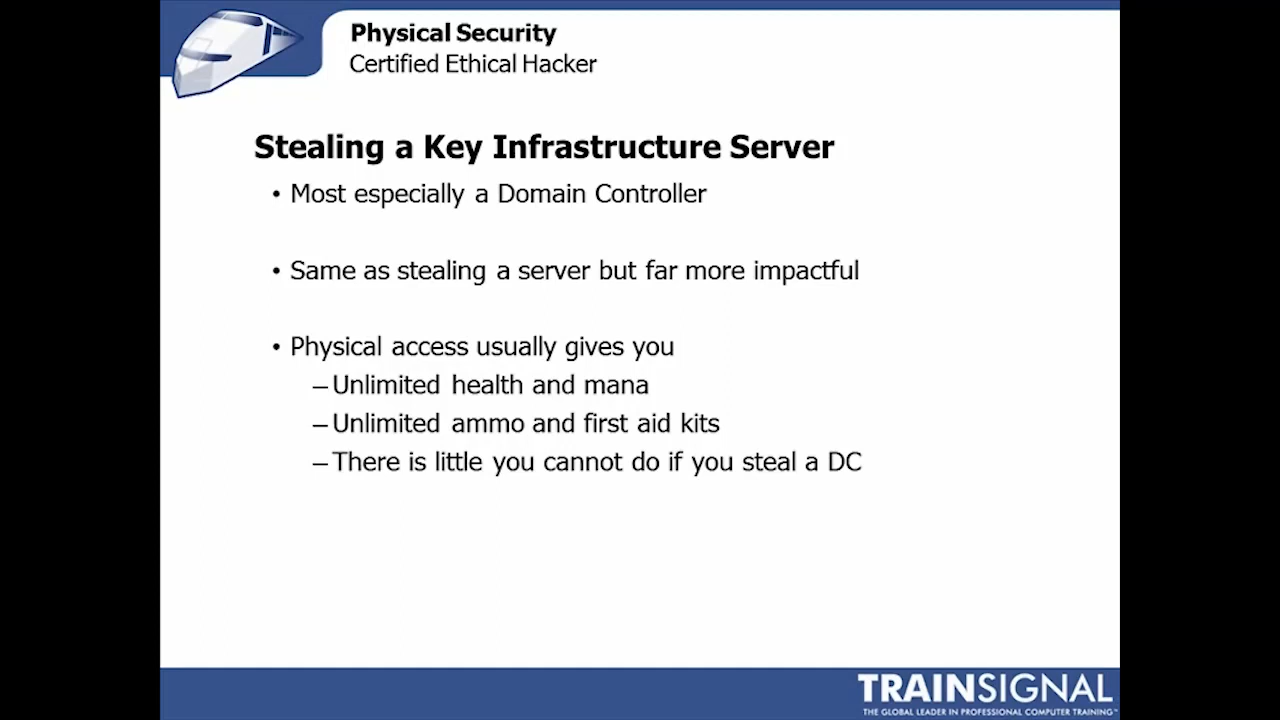 Physical Security
Certified Ethical Hacker
Stealing a Key Infrastructure Server
• Most especially a Domain Controller
• Same as stealing a server but far more impactful
• Physical access usually gives you
– Unlimited health and mana
– Unlimited ammo and first aid kits
– There is little you cannot do if you steal a DC
TRAINSIGNAL
THE GLOBAL LEADER IN PROFESSIONAL COMPUTER TRAINING™